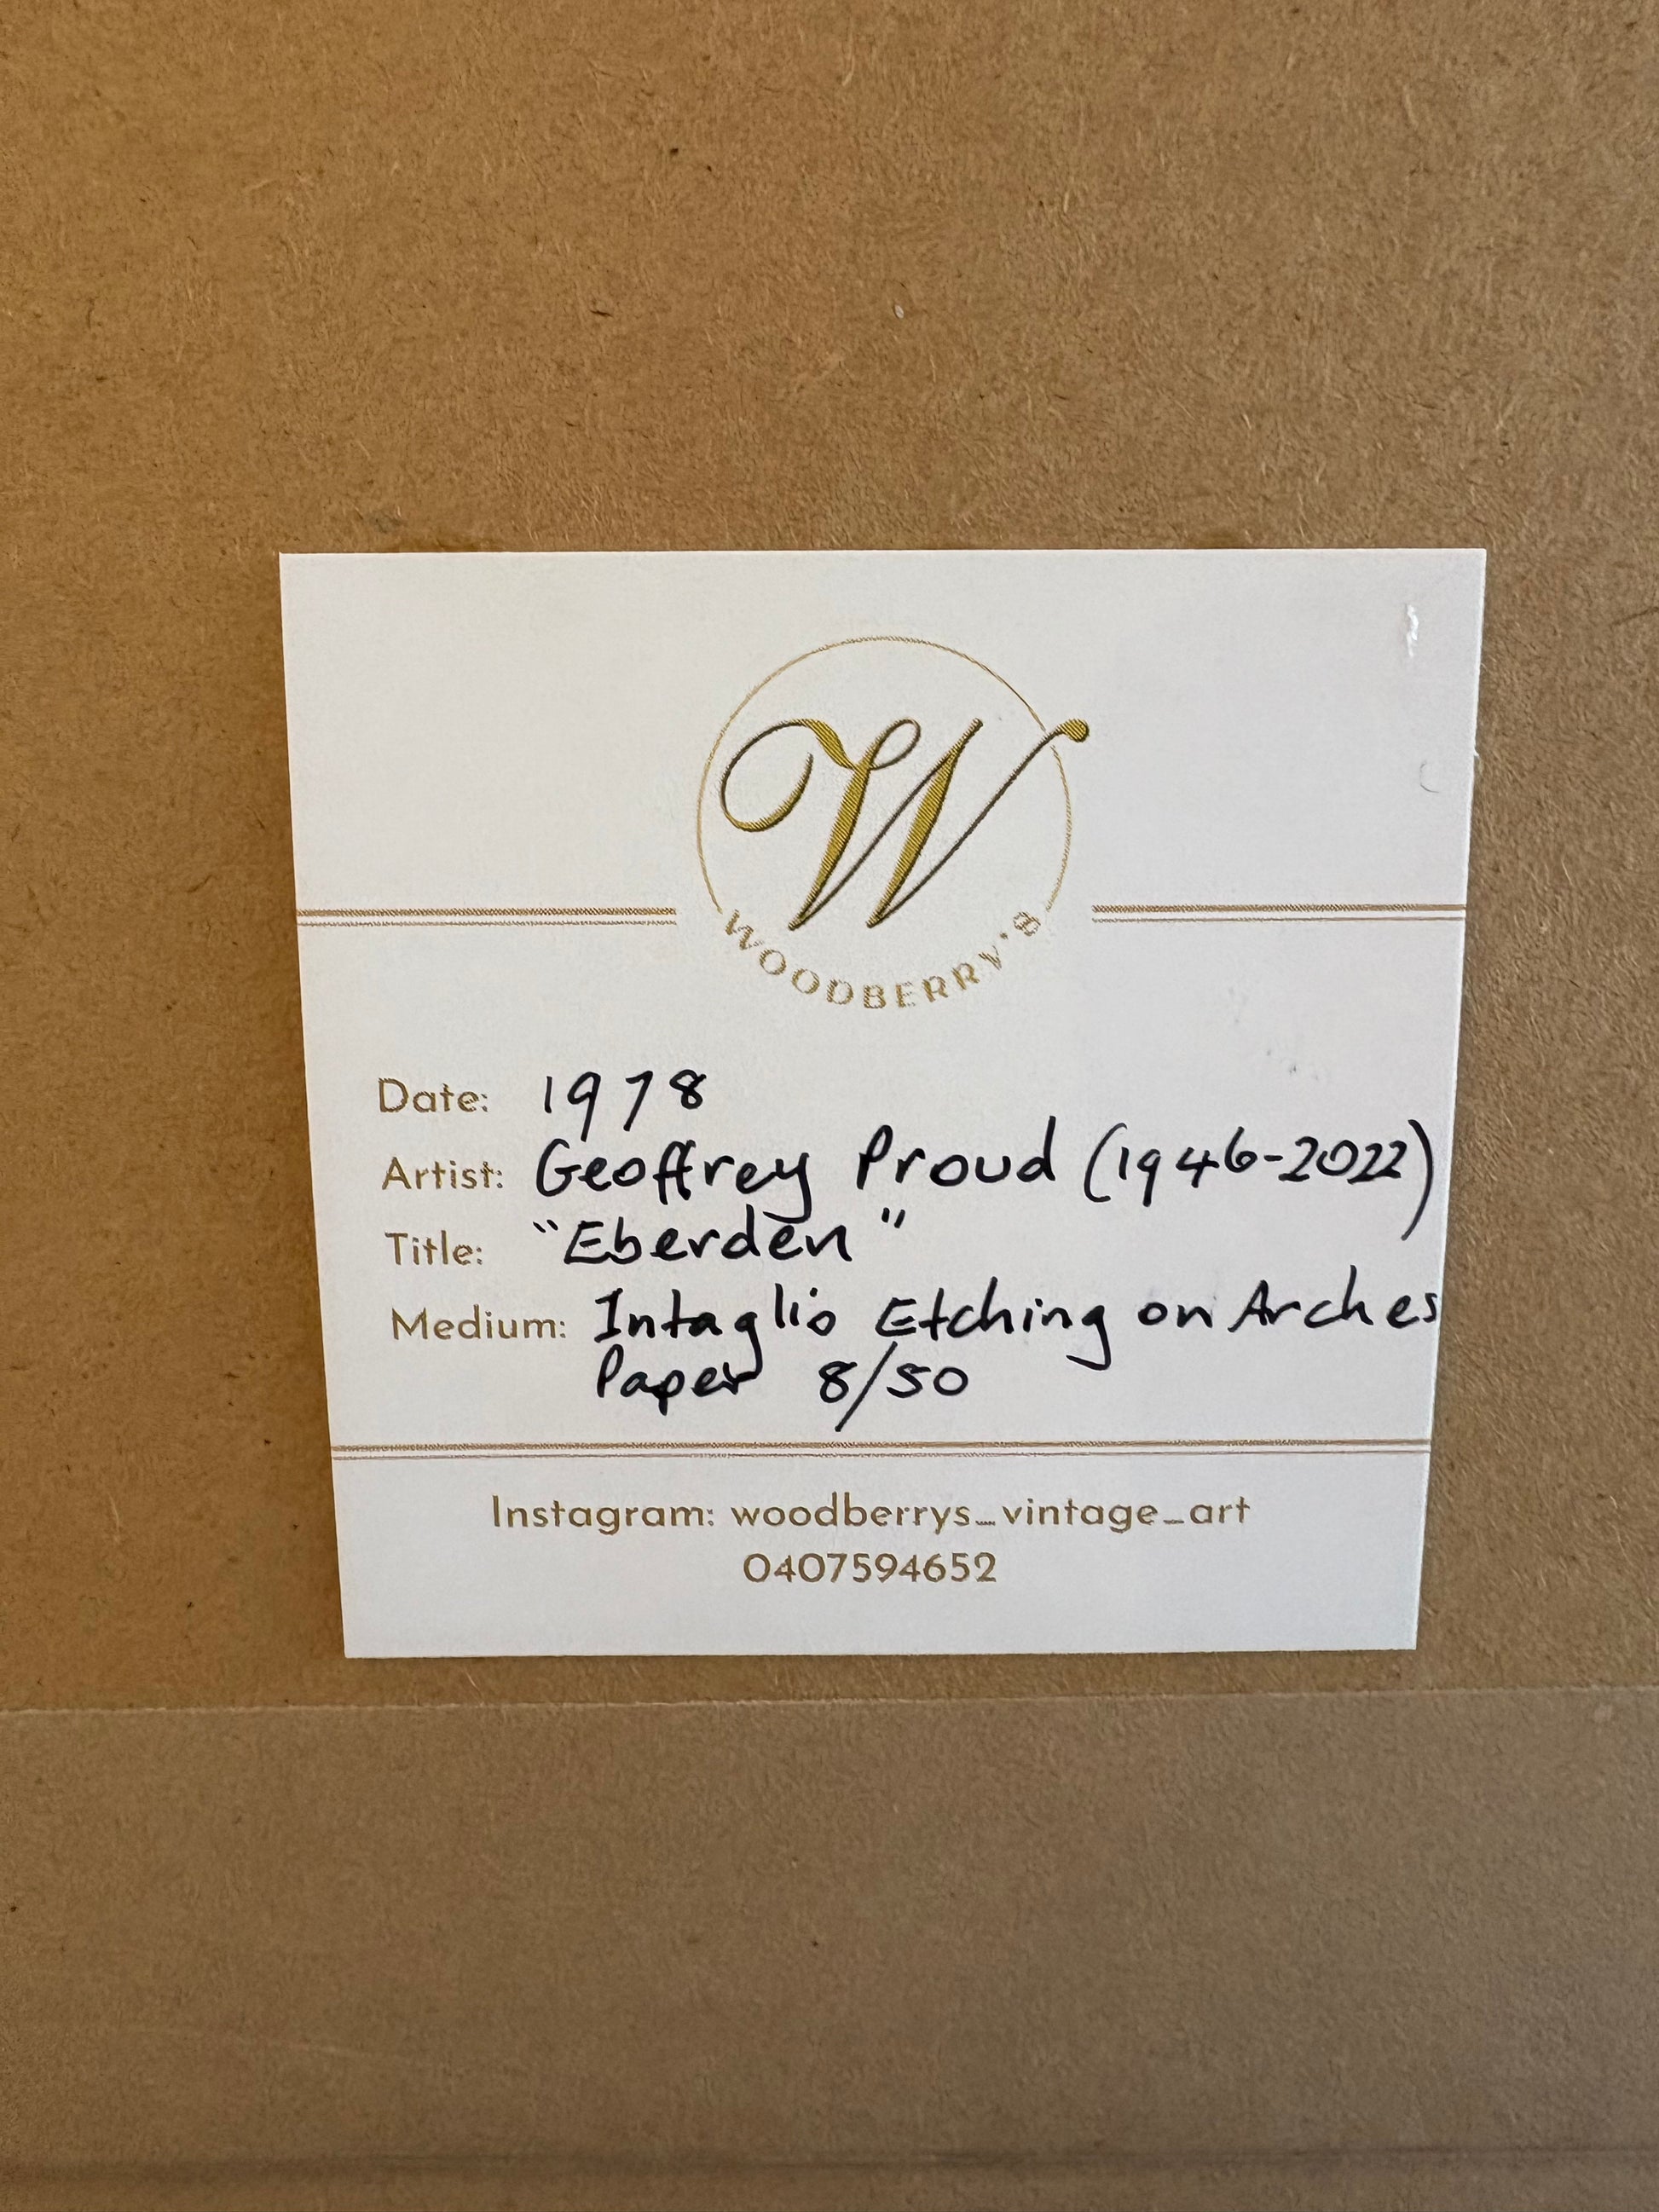 W
WOODBERRY'S
Date: 1978
Artist: Geoffrey Proud (1946-2022)
Title: "Eberden"
Medium: Intaglio Etching on Arches
Paper 8/50
Instagram: woodberrys_vintage_art
0407594652